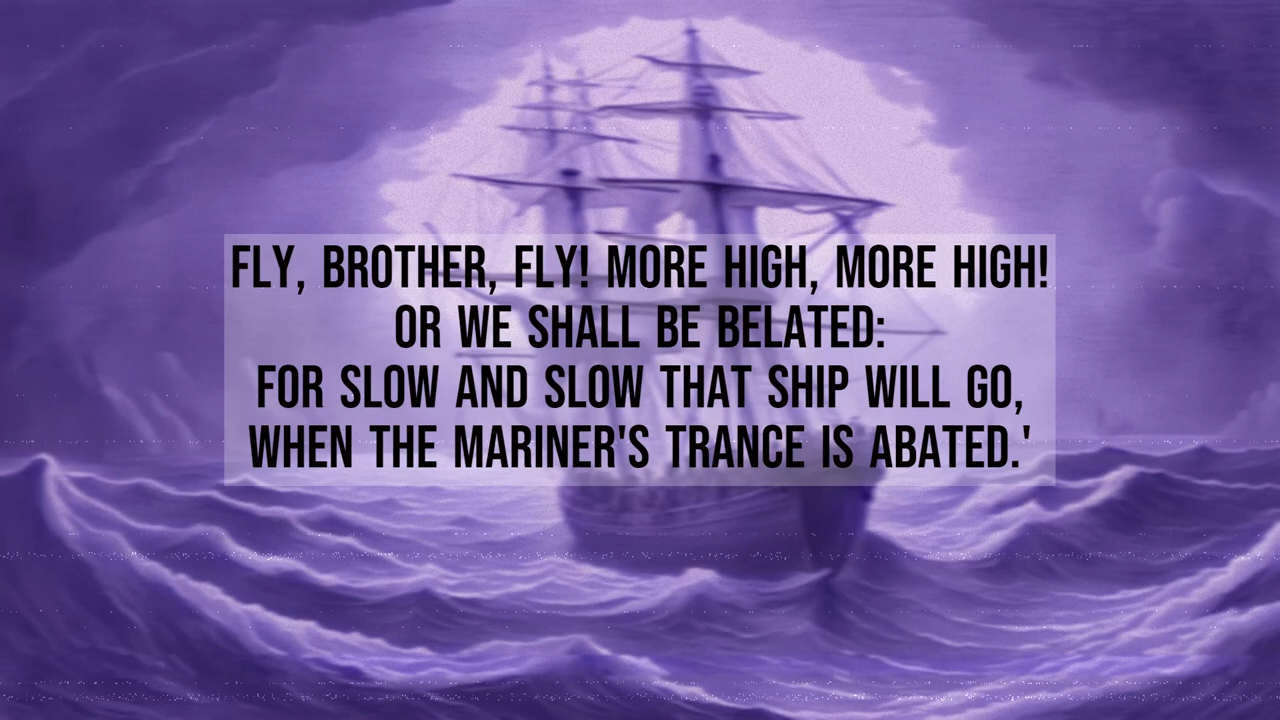 FLY, BROTHER, FLY! MORE HIGH, MORE HIGH!
OR WE SHALL BE BELATED:
FOR SLOW AND SLOW THAT SHIP WILL GO,
WHEN THE MARINER'S TRANCE IS ABATED.'